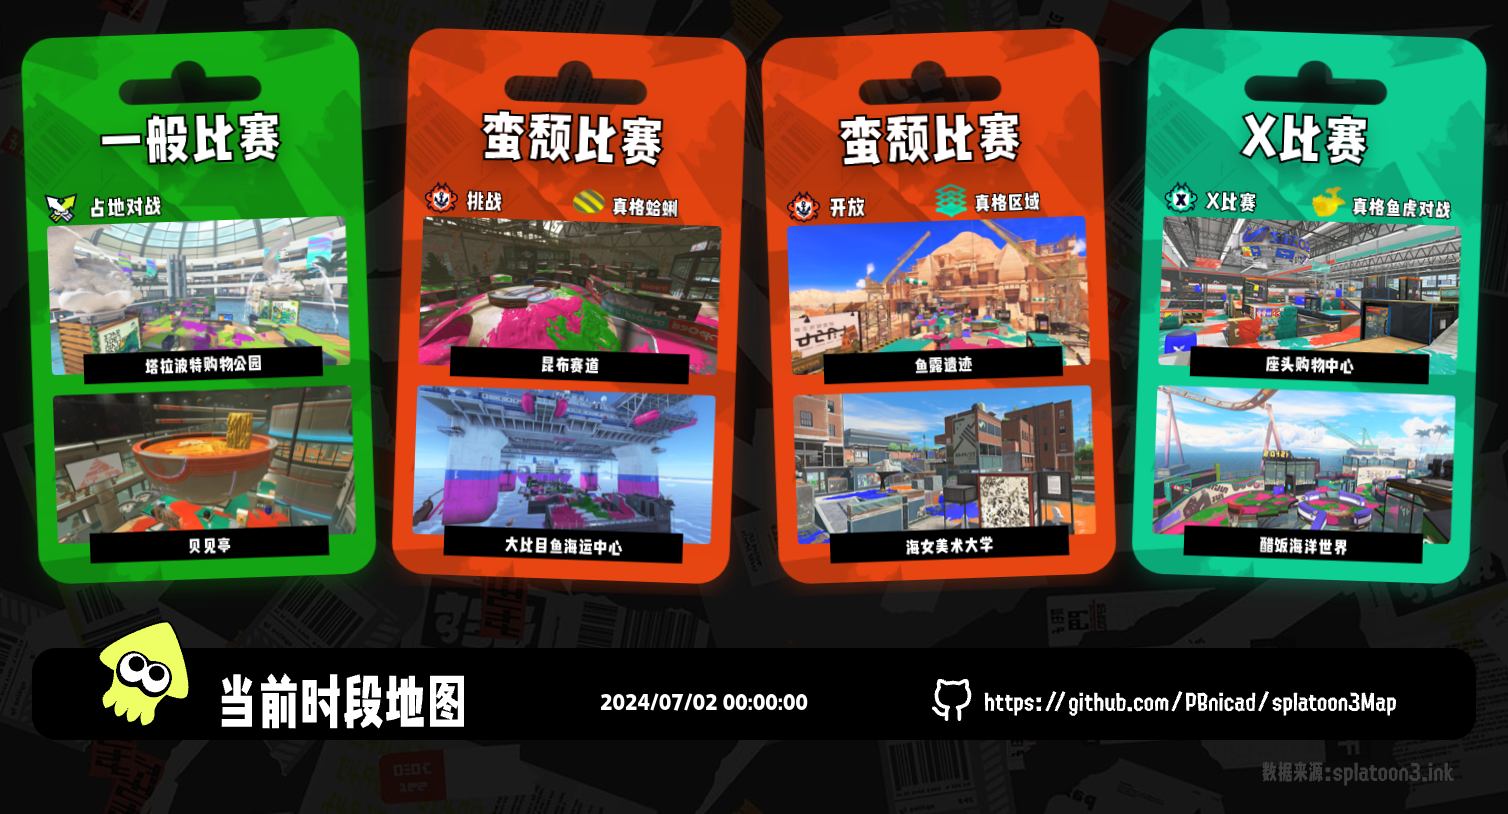 一般比赛
占地对战
塔拉波特购物公园
贝见亭
蛮颓比赛
挑战
真格蛤蜊
昆布赛道
大比目鱼海运中心
蛮颓比赛
开放
真格区域
鱼露遗迹
海女美术大学
X比赛
X比赛
真格鱼虎对战
座头购物中心
醋饭海洋世界
当前时段地图
2024/07/02 00:00:00
https://github.com/PBnicad/splatoon3Map
数据来源:splatoon3.ink